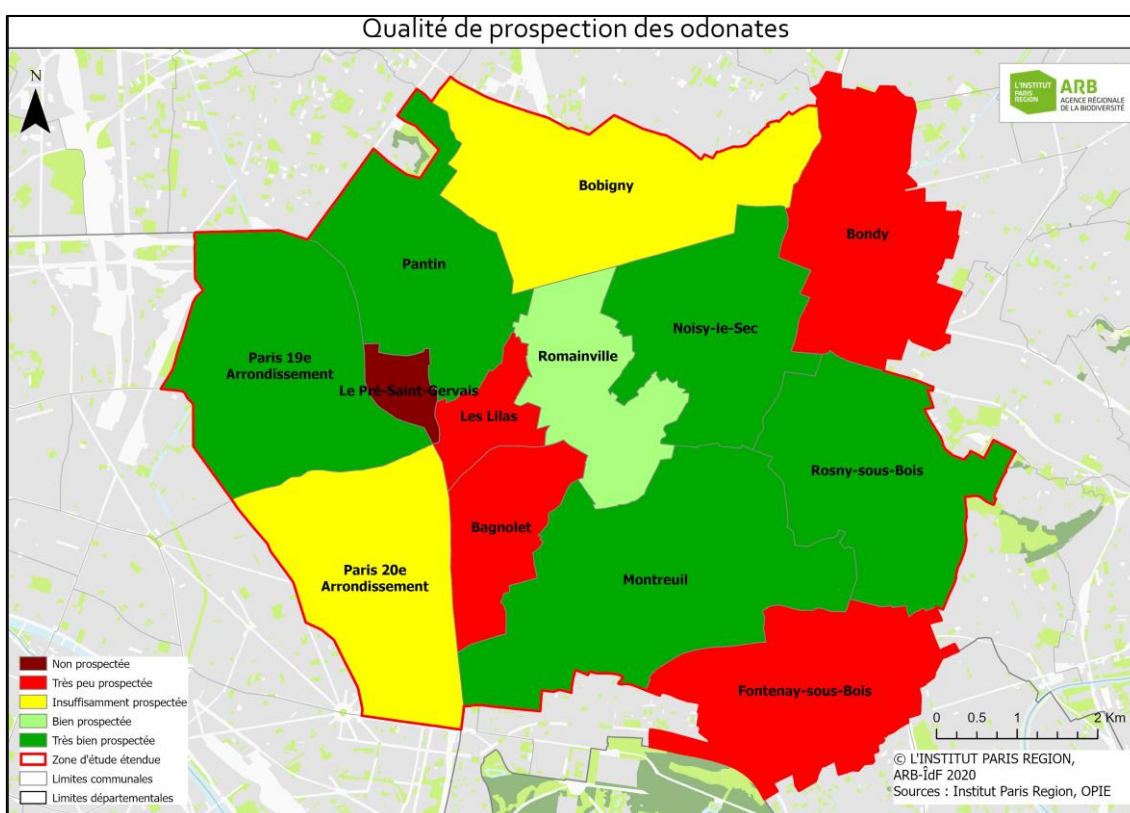 Qualité de prospection des odonates
N
L'INSTITUT
PARIS
REGION
ARB
AGENCE RÉGIONALE
DE LA BIODIVERSITÉ
Bobigny
Bondy
Pantin
Noisy-le-Sec
Romainville
Paris 19e
Arrondissement
Le Pré-Saint-Gervais
Les Lilas
Rosny-sous-Bois
Bagnolet
Paris 20e
Arrondissement
Montreuil
Fontenay-sous-Bois
Non prospectée
Très peu prospectée
Insuffisamment prospectée
Bien prospectée
Très bien prospectée
Zone d'étude étendue
Limites communales
Limites départementales
0 0.5 1 2 Km
© L'INSTITUT PARIS REGION,
ARB-ÎdF 2020
Sources : Institut Paris Region, OPIE